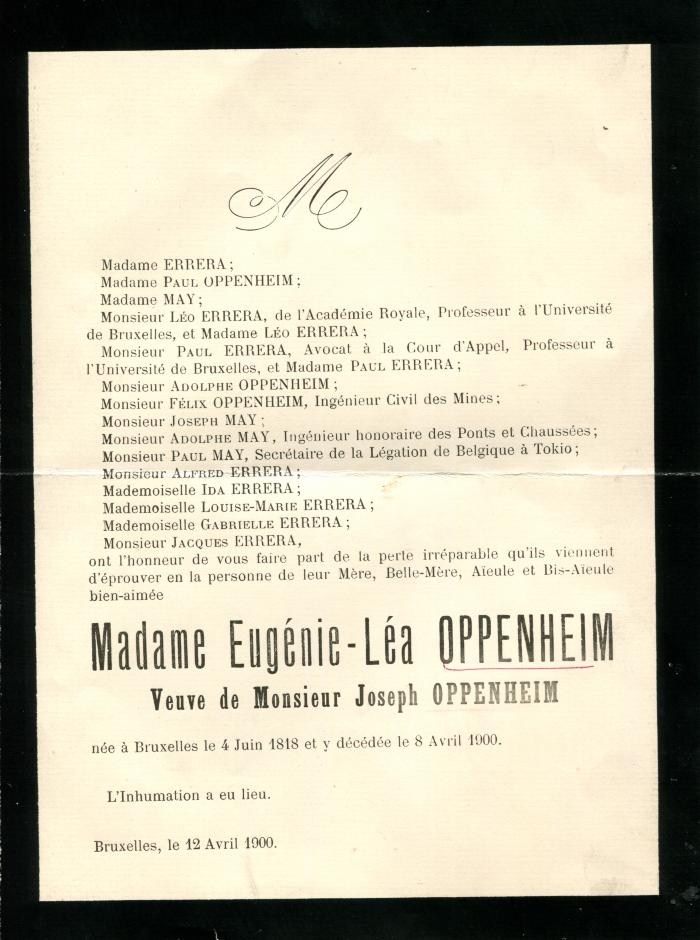 M
Madame ERRERA ;
Madame PAUL OPPENHEIM ;
Madame MAY ;
Monsieur LÉO ERRERA, de l'Académie Royale, Professeur à l'Université
de Bruxelles, et Madame LÉO ERRERA ;
Monsieur PAUL ERRERA, Avocat à la Cour d'Appel, Professeur à
l'Université de Bruxelles, et Madame PAUL ERRERA ;
Monsieur ADOLPHE OPPENHEIM ;
Monsieur FÉLIX OPPENHEIM, Ingénieur Civil des Mines ;
Monsieur JOSEPH MAY ;
Monsieur ADOLPHE MAY, Ingénieur honoraire des Ponts et Chaussées ;
Monsieur PAUL MAY, Secrétaire de la Légation de Belgique à Tokio ;
Monsieur ALFRED ERRERA ;
Mademoiselle IDA ERRERA ;
Mademoiselle LOUISE-MARIE ERRERA ;
Mademoiselle GABRIELLE ERRERA ;
Monsieur JACQUES ERRERA,
ont l'honneur de vous faire part de la perte irréparable qu'ils viennent
d'éprouver en la personne de leur Mère, Belle-Mère, Aïeule et Bis-Aïeule
bien-aimée
Madame Eugénie-Léa OPPENHEIM
Veuve de Monsieur Joseph OPPENHEIM
née à Bruxelles le 4 Juin 1818 et y décédée le 8 Avril 1900.
L'Inhumation a eu lieu.
Bruxelles, le 12 Avril 1900.